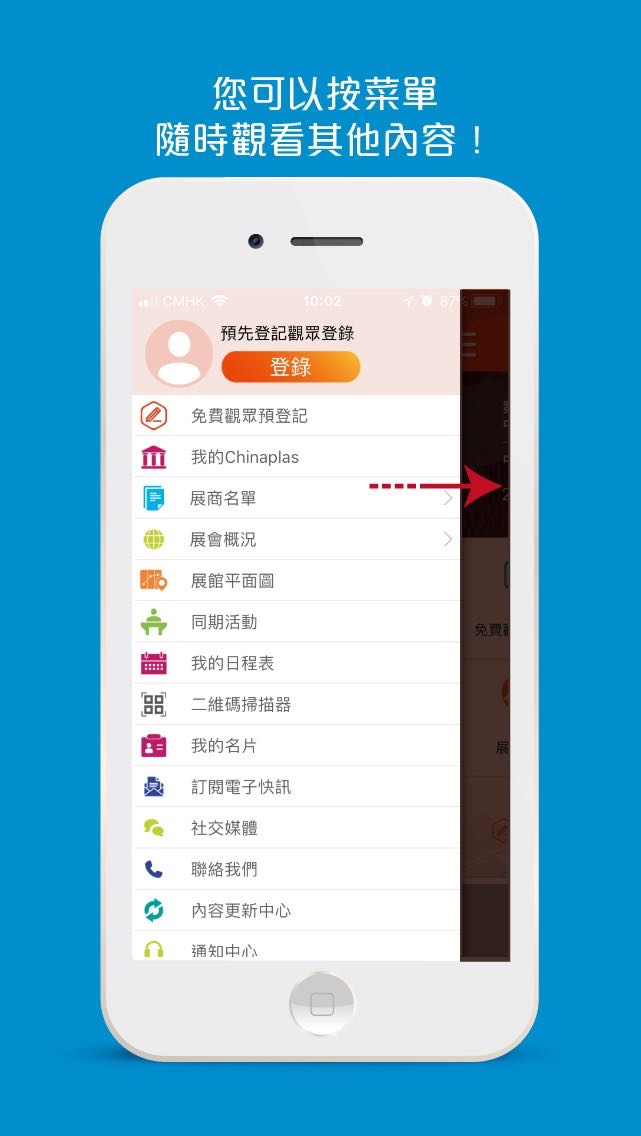 您可以按菜單
隨時觀看其他內容！
CMHK
10:02
87%
預先登記觀眾登錄
登錄
免費觀眾預登記
我的Chinaplas
展商名單
展會概況
展館平面圖
同期活動
我的日程表
二維碼掃描器
我的名片
訂閱電子快訊
社交媒體
聯絡我們
內容更新中心
通知中心
免費
展